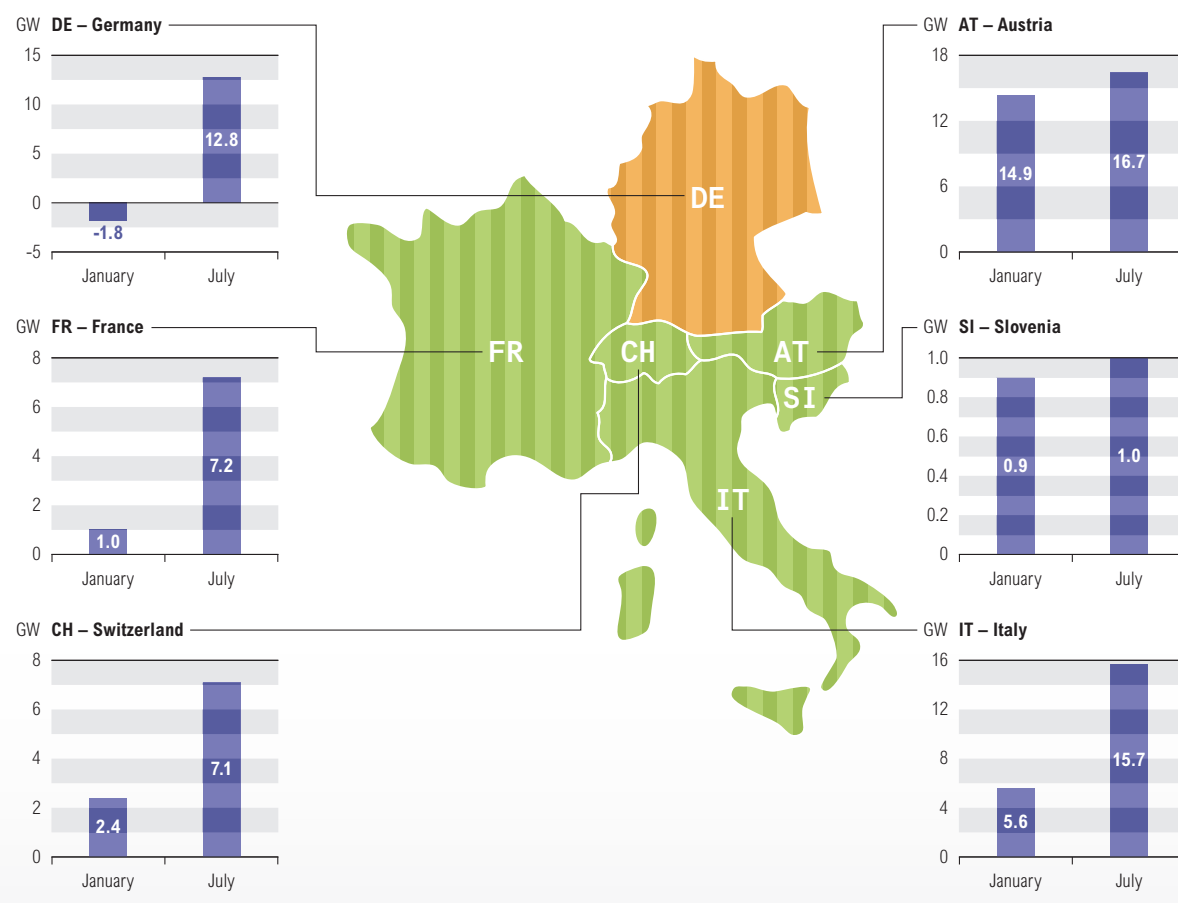 GW DE – Germany
15
10
5
0
-5
12.8
-1.8
January July
GW FR – France
8
6
4
2
0
7.2
1.0
January July
GW CH – Switzerland
8
6
4
2
0
7.1
2.4
January July
DE
FR
CH
AT
SI
IT
GW AT – Austria
18
12
6
0
14.9
16.7
January July
GW SI – Slovenia
1.0
0.8
0.6
0.4
0.2
0
0.9
1.0
January July
GW IT – Italy
16
12
8
4
0
5.6
15.7
January July